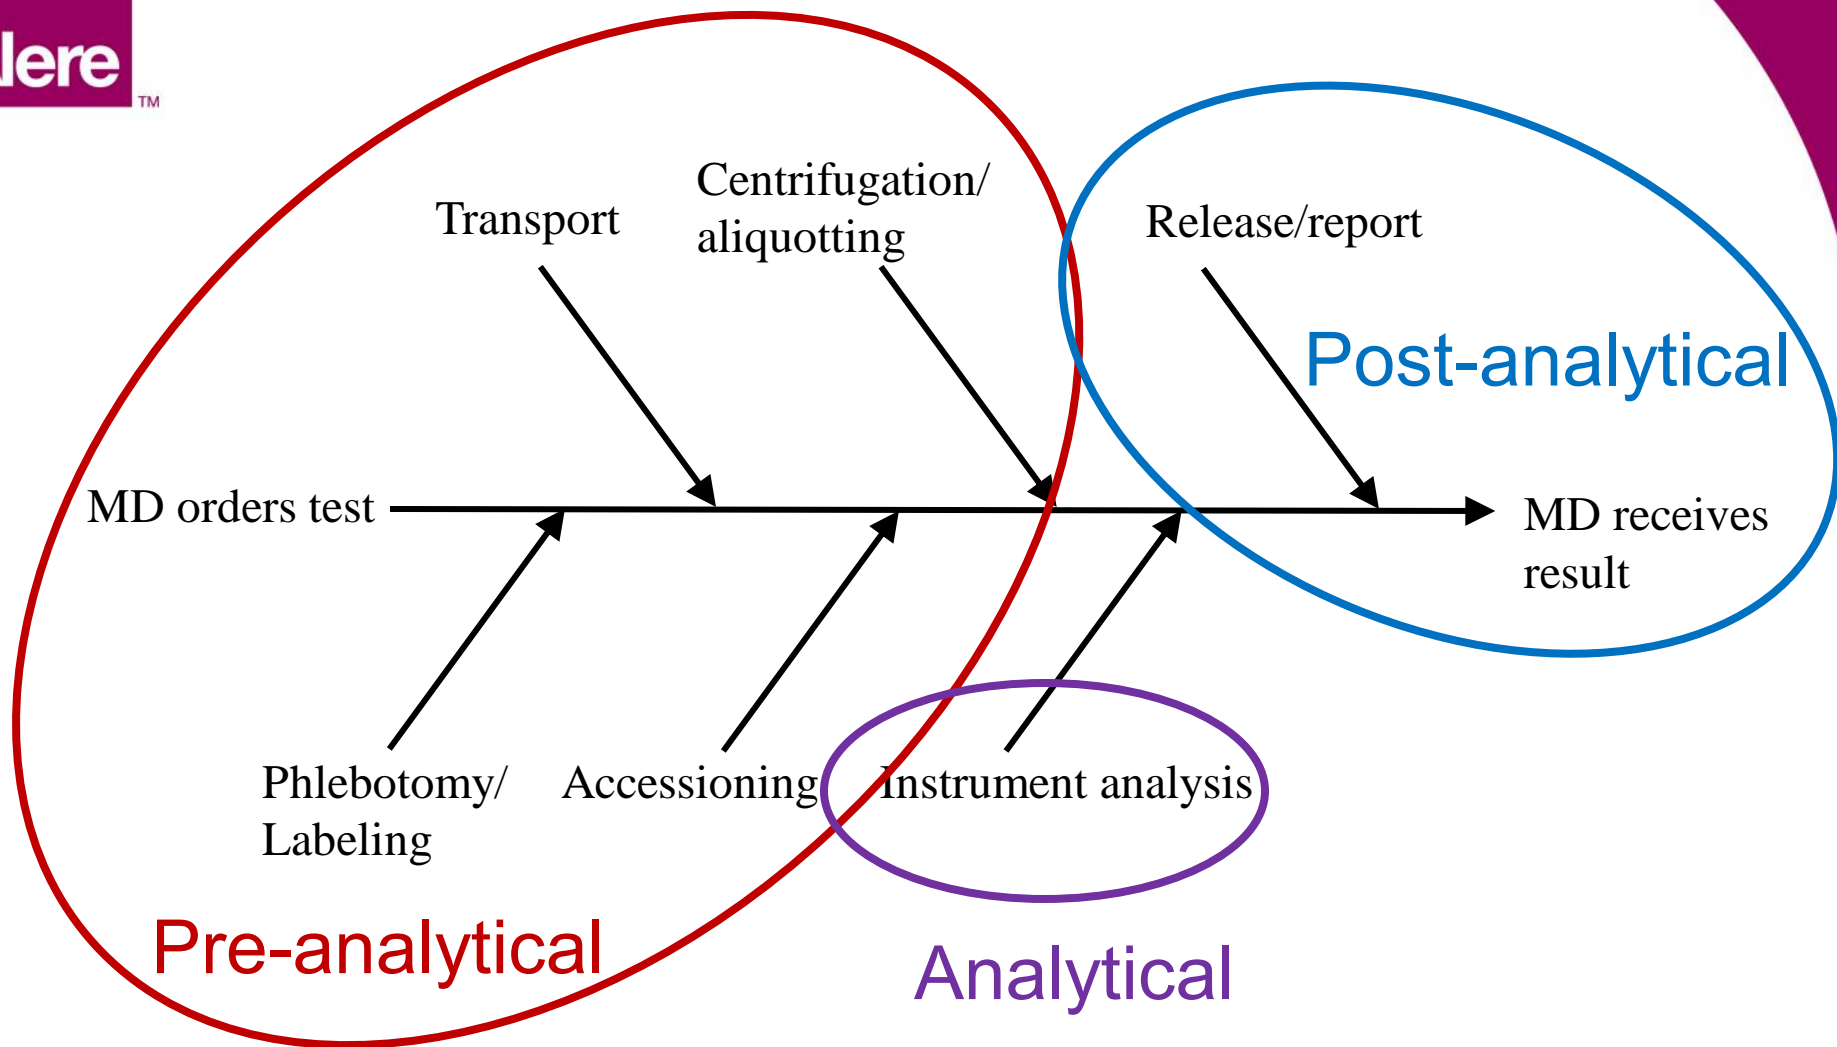 lere
TM
Centrifugation/
aliquotting
Transport
Release/report
Post-analytical
MD orders test
MD receives
result
Phlebotomy/
Labeling
Accessioning
Instrument analysis
Pre-analytical
Analytical